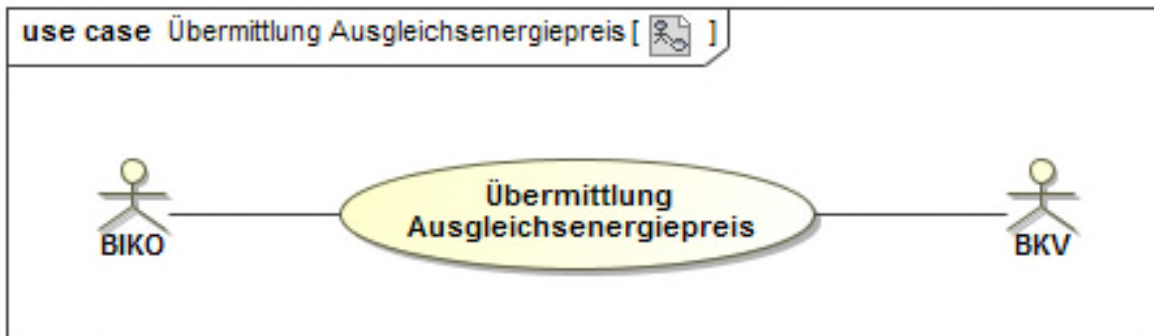 use case Übermittlung Ausgleichsenergiepreis [ ]
Übermittlung
Ausgleichsenergiepreis
BIKO
BKV